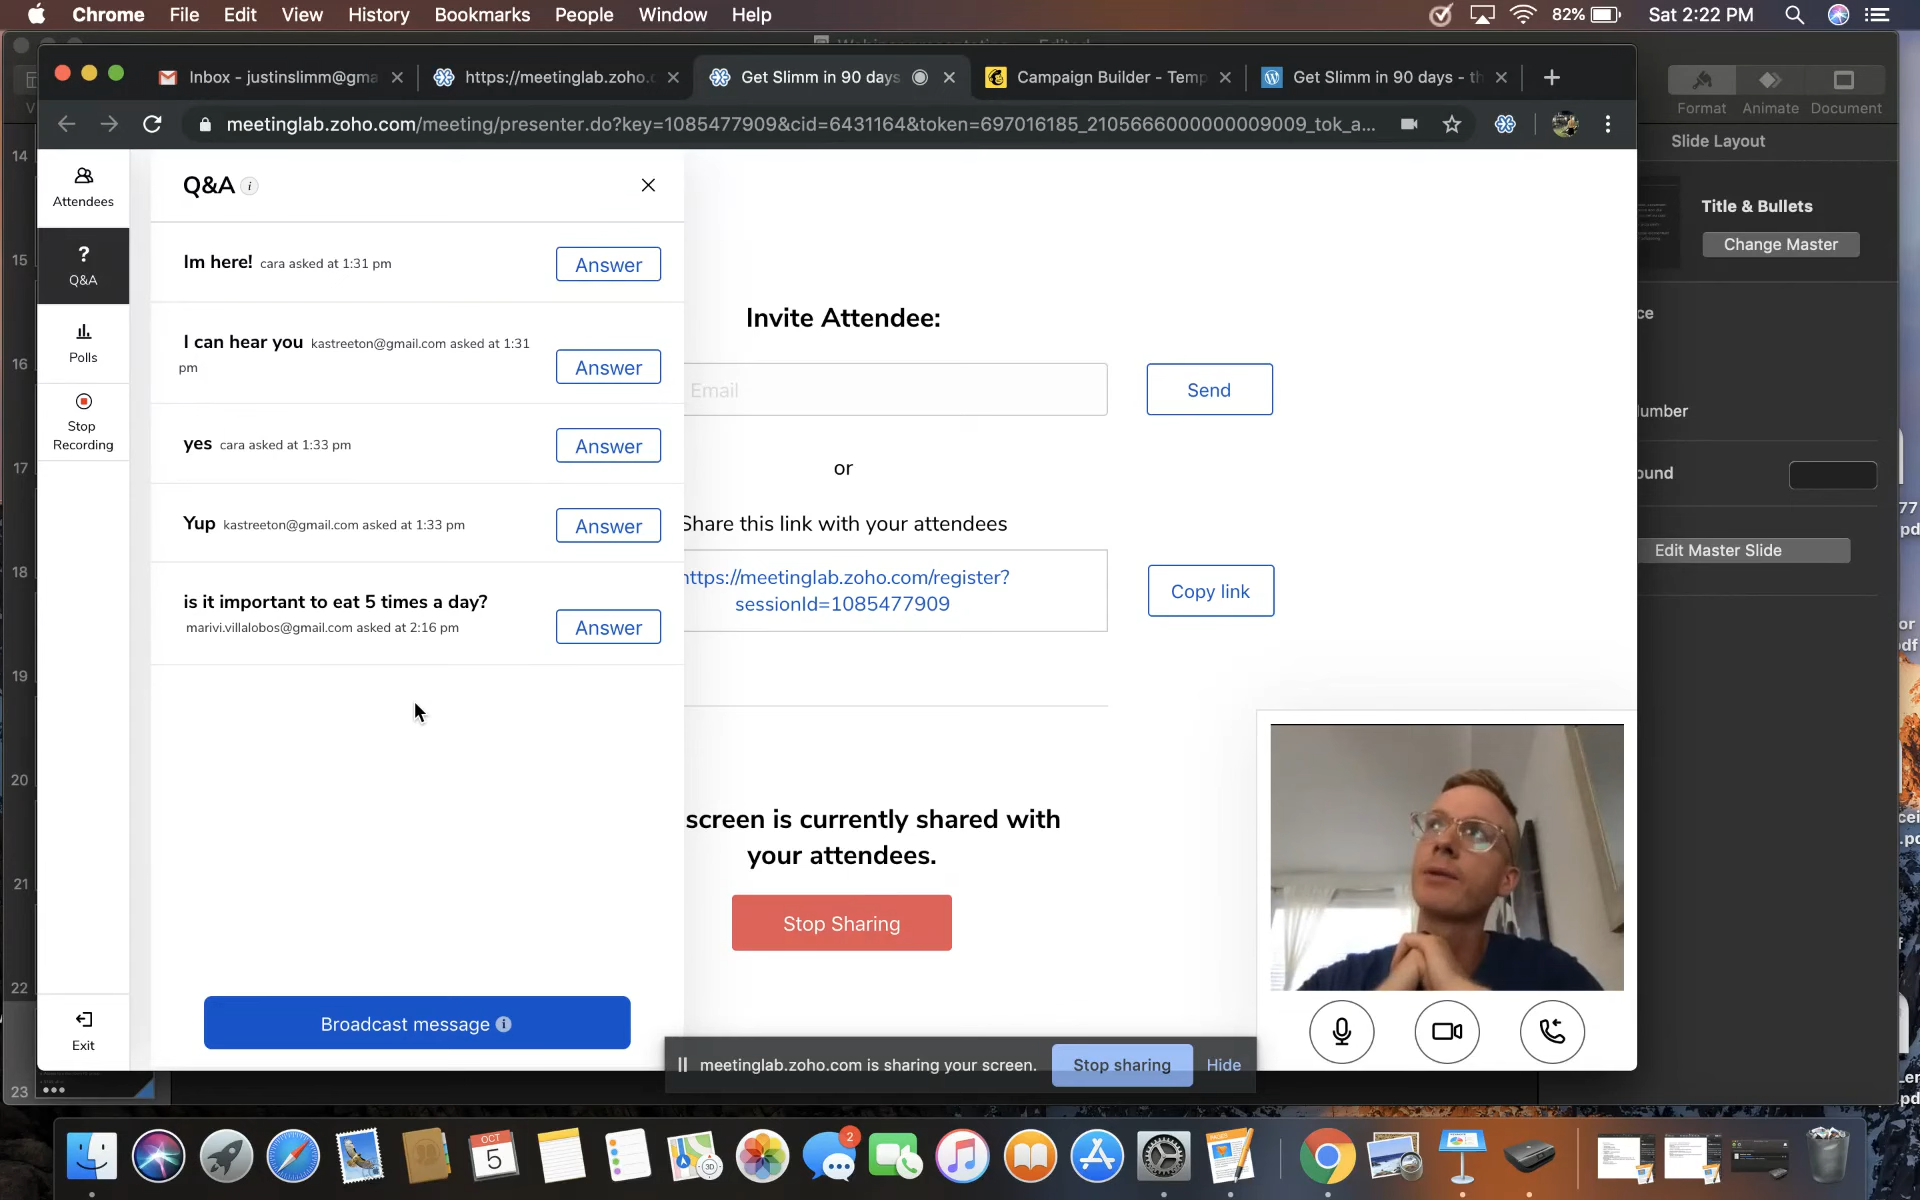 Chrome File Edit View History Bookmarks People Window Help
82% Sat 2:22 PM
Inbox - justinslimm@gma
https://meetinglab.zoho.
Get Slimm in 90 days
Campaign Builder - Temp
Get Slimm in 90 days - th
meetinglab.zoho.com/meeting/presenter.do?key=1085477909&cid=6431164&token=697016185_2105666000000009009_tok_a...
Format Animate Document
Slide Layout
Title & Bullets
Change Master
Edit Master Slide
14
15
16
17
18
19
20
21
22
23
Attendees
?
Q&A
Polls
Stop
Recording
Exit
Q&A i
Im here! cara asked at 1:31 pm
Answer
I can hear you kastreeton@gmail.com asked at 1:31
pm
Answer
yes cara asked at 1:33 pm
Answer
Yup kastreeton@gmail.com asked at 1:33 pm
Answer
is it important to eat 5 times a day?
marivi.villalobos@gmail.com asked at 2:16 pm
Answer
Broadcast message i
Invite Attendee:
Email
Send
or
Share this link with your attendees
https://meetinglab.zoho.com/register?
sessionId=1085477909
Copy link
screen is currently shared with
your attendees.
Stop Sharing
meetinglab.zoho.com is sharing your screen. Stop sharing Hide
OCT
5
3D
2
PAGES